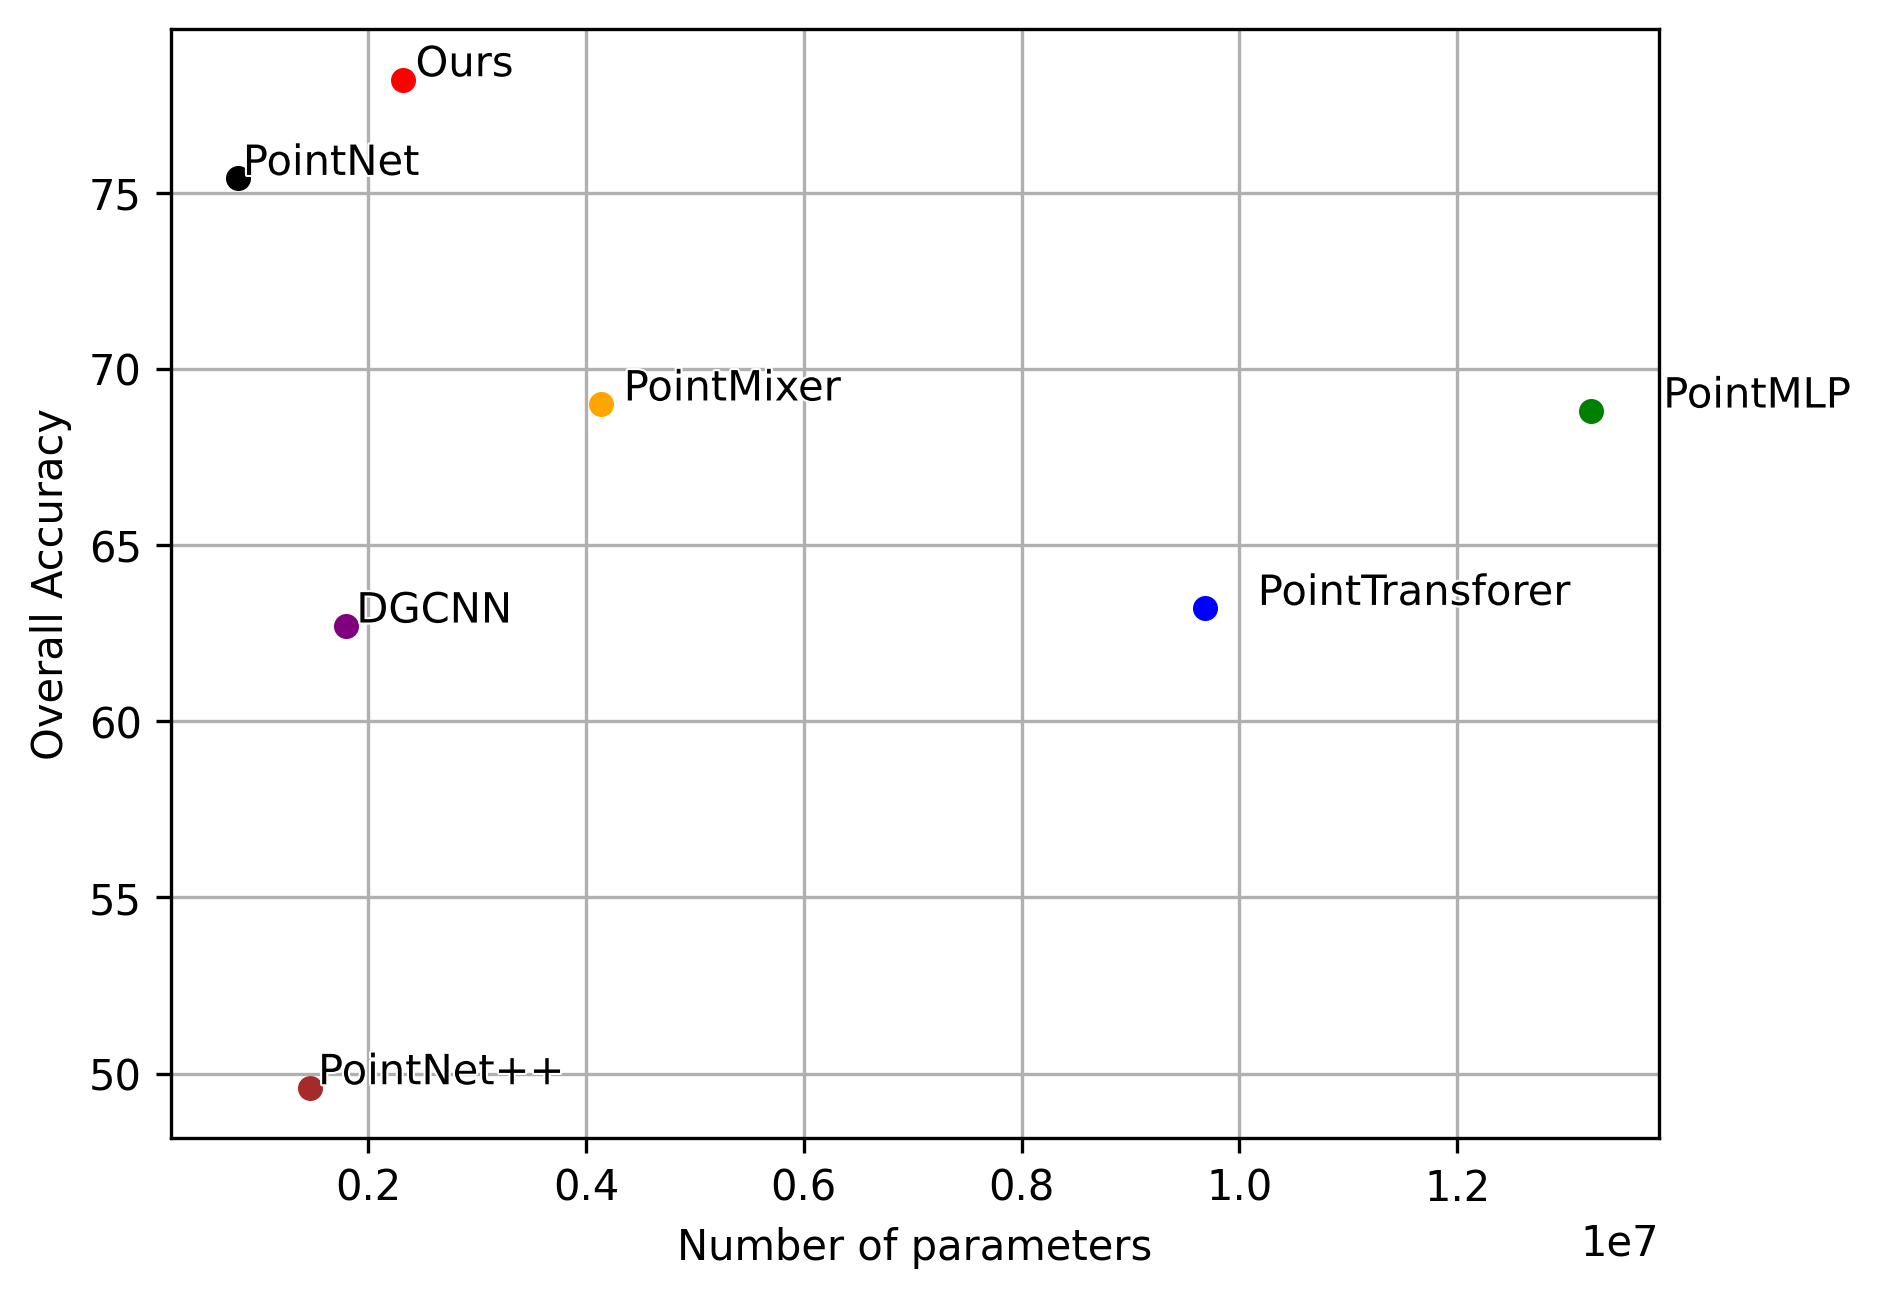 Ours
PointNet
75
70
PointMixer
PointMLP
65
PointTransforer
DGCNN
60
55
PointNet++
50
Overall Accuracy
0.2 0.4 0.6 0.8 1.0 1.2
Number of parameters
1e7